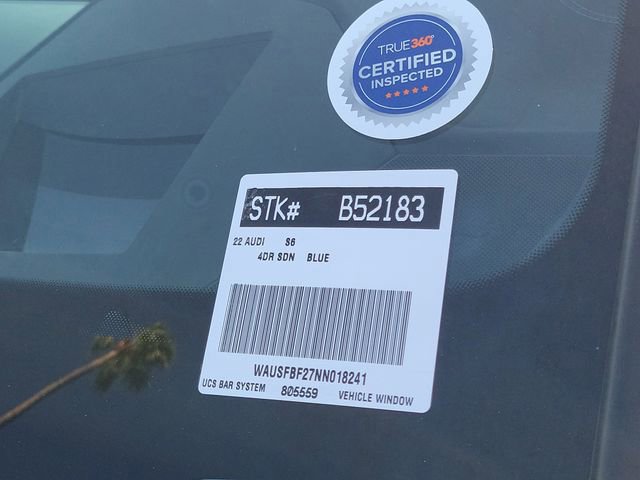 TRUE360°
CERTIFIED
INSPECTED
STK# B52183
22 AUDI S6
4DR SDN BLUE
WAUSFBF27NN018241
UCS BAR SYSTEM 805559 VEHICLE WINDOW